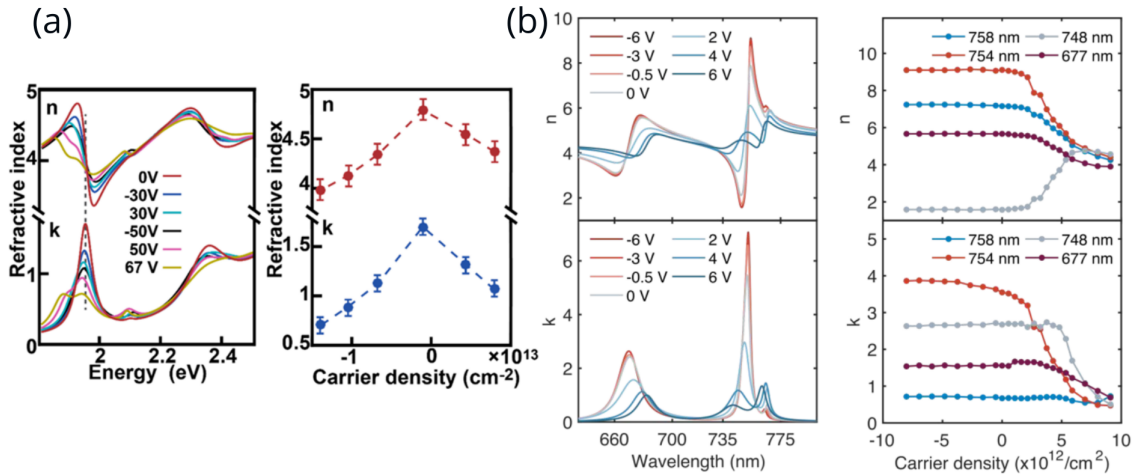 (a)
5
n
4
Refractive index
0V
-30V
30V
-50V
50V
67 V
k
1
0
2
2.2
2.4
Energy (eV)
5
n
4.5
4
Refractive index
k
1.5
1
0.5
-1
0
×10¹³
Carrier density (cm⁻²)
(b)
10
8
6
4
2
n
-6 V
-3 V
-0.5 V
0 V
2 V
4 V
6 V
8
6
4
2
0
k
-6 V
-3 V
-0.5 V
0 V
2 V
4 V
6 V
660
700
735
775
Wavelength (nm)
10
8
6
4
2
n
758 nm
754 nm
748 nm
677 nm
5
4
3
2
1
0
k
758 nm
754 nm
748 nm
677 nm
-10
-5
0
5
10
Carrier density (x10¹²/cm²)